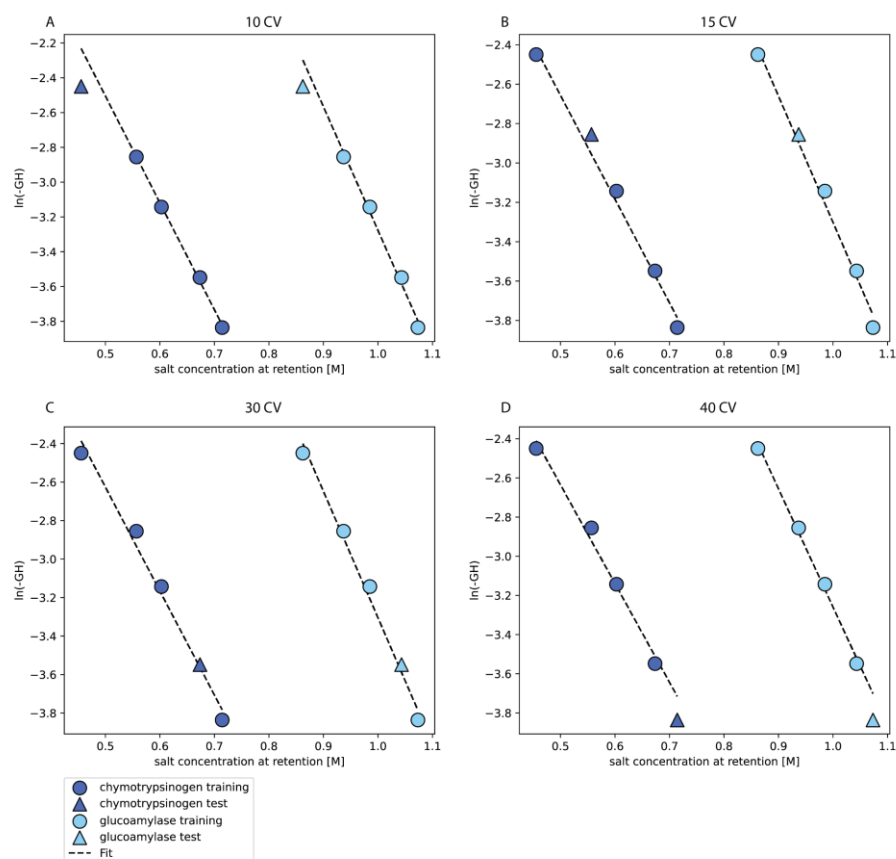 A
10 CV
ln(-GH)
−2.2
−2.4
−2.6
−2.8
−3.0
−3.2
−3.4
−3.6
−3.8
0.5 0.6 0.7 0.8 0.9 1.0 1.1
salt concentration at retention [M]
B
15 CV
ln(-GH)
−2.4
−2.6
−2.8
−3.0
−3.2
−3.4
−3.6
−3.8
0.5 0.6 0.7 0.8 0.9 1.0 1.1
salt concentration at retention [M]
C
30 CV
ln(-GH)
−2.4
−2.6
−2.8
−3.0
−3.2
−3.4
−3.6
−3.8
0.5 0.6 0.7 0.8 0.9 1.0 1.1
salt concentration at retention [M]
D
40 CV
ln(-GH)
−2.4
−2.6
−2.8
−3.0
−3.2
−3.4
−3.6
−3.8
0.5 0.6 0.7 0.8 0.9 1.0 1.1
salt concentration at retention [M]
chymotrypsinogen training
chymotrypsinogen test
glucoamylase training
glucoamylase test
Fit